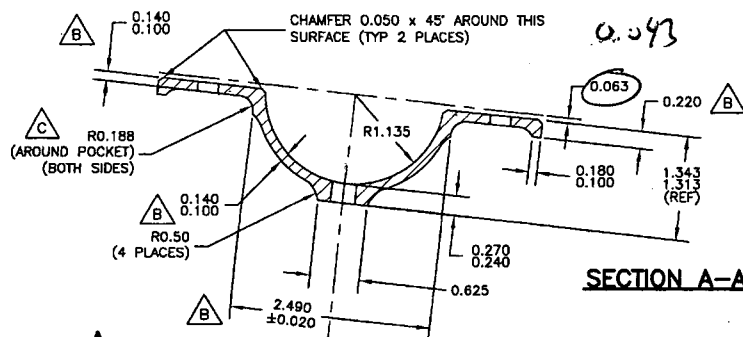 B
0.140
0.100
CHAMFER 0.050 x 45° AROUND THIS
SURFACE (TYP 2 PLACES)
0.043
0.063
0.220
B
C
R0.188
(AROUND POCKET)
(BOTH SIDES)
R1.135
0.180
0.100
1.343
1.313
(REF)
0.140
0.100
B
R0.50
(4 PLACES)
0.270
0.240
0.625
SECTION A-A
B
2.490
±0.020